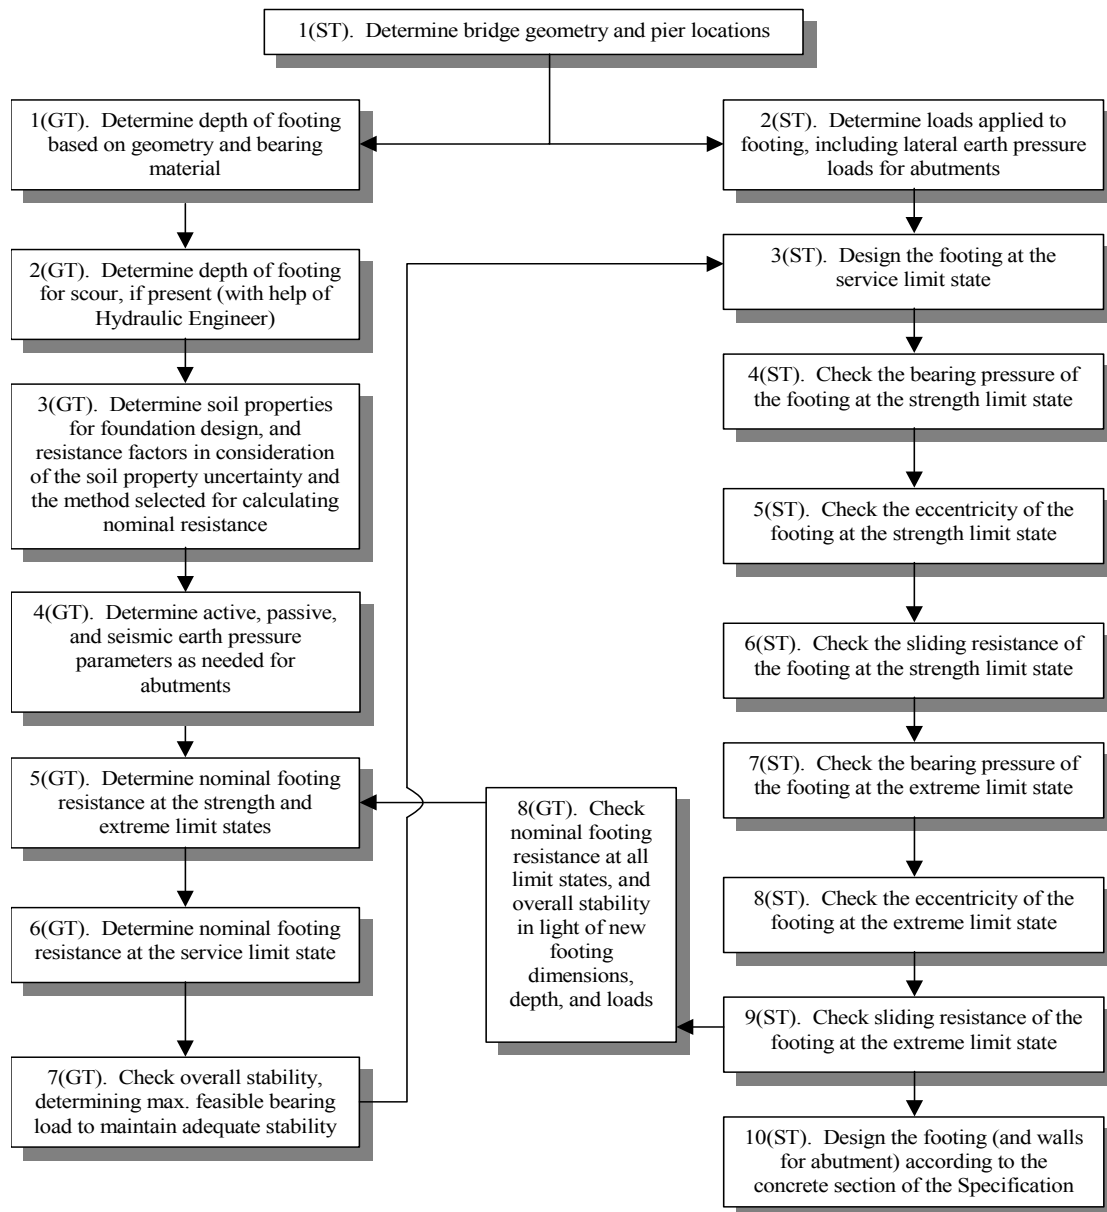 1(ST).  Determine bridge geometry and pier locations
1(GT).  Determine depth of footing
based on geometry and bearing
material
2(GT).  Determine depth of footing
for scour, if present (with help of
Hydraulic Engineer)
3(GT).  Determine soil properties
for foundation design, and
resistance factors in consideration
of the soil property uncertainty and
the method selected for calculating
nominal resistance
4(GT).  Determine active, passive,
and seismic earth pressure
parameters as needed for
abutments
5(GT).  Determine nominal footing
resistance at the strength and
extreme limit states
6(GT).  Determine nominal footing
resistance at the service limit state
7(GT).  Check overall stability,
determining max. feasible bearing
load to maintain adequate stability
8(GT).  Check
nominal footing
resistance at all
limit states, and
overall stability
in light of new
footing
dimensions,
depth, and loads
2(ST).  Determine loads applied to
footing, including lateral earth pressure
loads for abutments
3(ST).  Design the footing at the
service limit state
4(ST).  Check the bearing pressure of
the footing at the strength limit state
5(ST).  Check the eccentricity of the
footing at the strength limit state
6(ST).  Check the sliding resistance of
the footing at the strength limit state
7(ST).  Check the bearing pressure of
the footing at the extreme limit state
8(ST).  Check the eccentricity of the
footing at the extreme limit state
9(ST).  Check sliding resistance of the
footing at the extreme limit state
10(ST).  Design the footing (and walls
for abutment) according to the
concrete section of the Specification